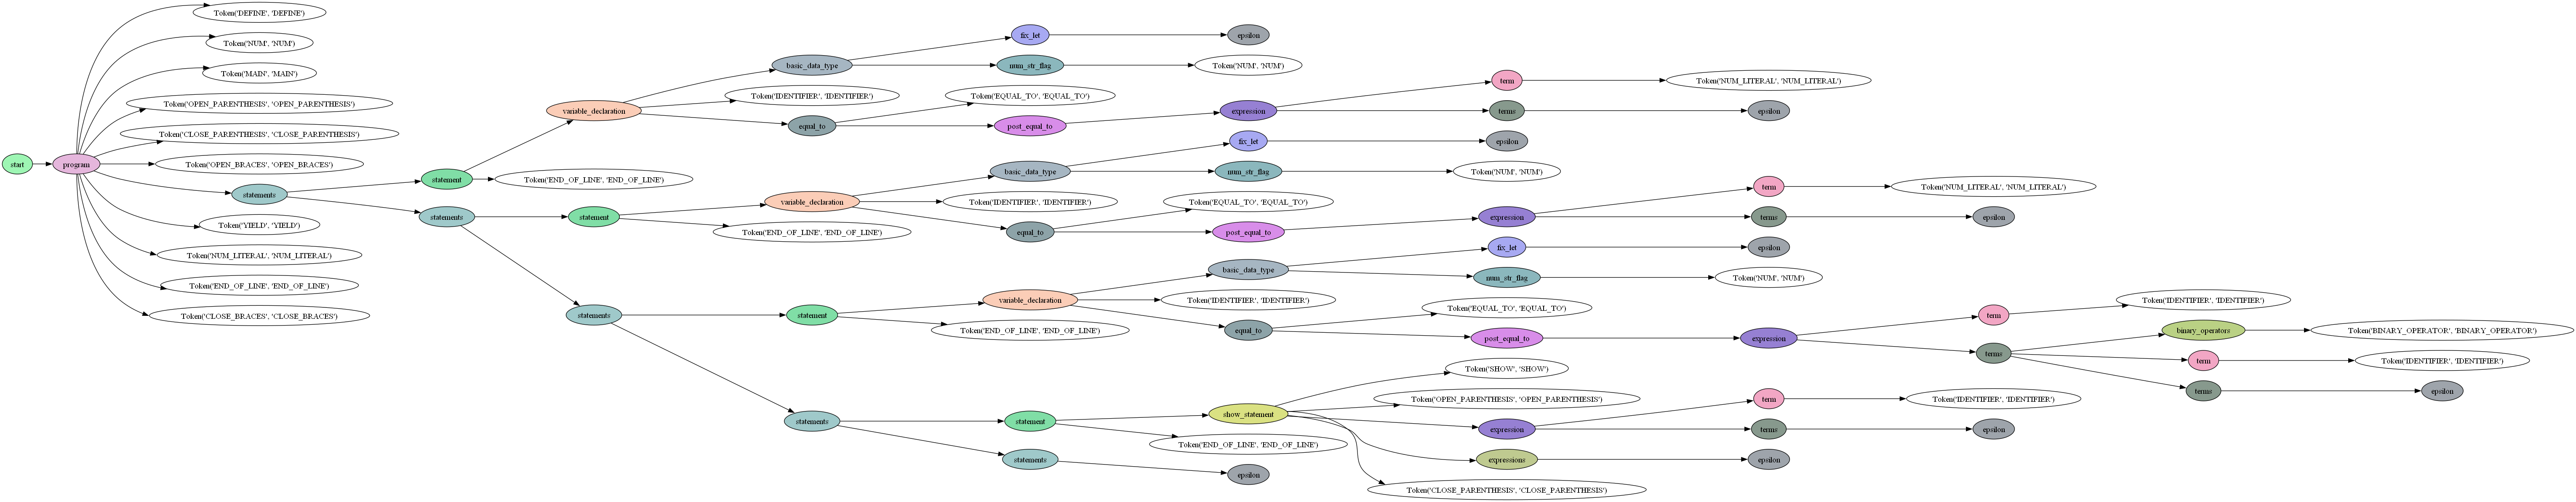 Token('DEFINE', 'DEFINE')
Token('NUM', 'NUM')
Token('MAIN', 'MAIN')
Token('OPEN_PARENTHESIS', 'OPEN_PARENTHESIS')
Token('CLOSE_PARENTHESIS', 'CLOSE_PARENTHESIS')
start
program
Token('OPEN_BRACES', 'OPEN_BRACES')
statements
Token('YIELD', 'YIELD')
Token('NUM_LITERAL', 'NUM_LITERAL')
Token('END_OF_LINE', 'END_OF_LINE')
Token('CLOSE_BRACES', 'CLOSE_BRACES')
statement
Token('END_OF_LINE', 'END_OF_LINE')
variable_declaration
basic_data_type
fix_let
epsilon
num_str_flag
Token('NUM', 'NUM')
Token('IDENTIFIER', 'IDENTIFIER')
equal_to
Token('EQUAL_TO', 'EQUAL_TO')
post_equal_to
expression
term
Token('NUM_LITERAL', 'NUM_LITERAL')
terms
epsilon
statements
statement
Token('END_OF_LINE', 'END_OF_LINE')
variable_declaration
basic_data_type
fix_let
epsilon
num_str_flag
Token('NUM', 'NUM')
Token('IDENTIFIER', 'IDENTIFIER')
equal_to
Token('EQUAL_TO', 'EQUAL_TO')
post_equal_to
expression
term
Token('NUM_LITERAL', 'NUM_LITERAL')
terms
epsilon
statements
statement
Token('END_OF_LINE', 'END_OF_LINE')
variable_declaration
basic_data_type
fix_let
epsilon
num_str_flag
Token('NUM', 'NUM')
Token('IDENTIFIER', 'IDENTIFIER')
equal_to
Token('EQUAL_TO', 'EQUAL_TO')
post_equal_to
expression
term
Token('IDENTIFIER', 'IDENTIFIER')
terms
binary_operators
Token('BINARY_OPERATOR', 'BINARY_OPERATOR')
term
Token('IDENTIFIER', 'IDENTIFIER')
terms
epsilon
statements
statement
Token('END_OF_LINE', 'END_OF_LINE')
show_statement
Token('SHOW', 'SHOW')
Token('OPEN_PARENTHESIS', 'OPEN_PARENTHESIS')
expression
term
Token('IDENTIFIER', 'IDENTIFIER')
terms
epsilon
expressions
epsilon
Token('CLOSE_PARENTHESIS', 'CLOSE_PARENTHESIS')
statements
epsilon